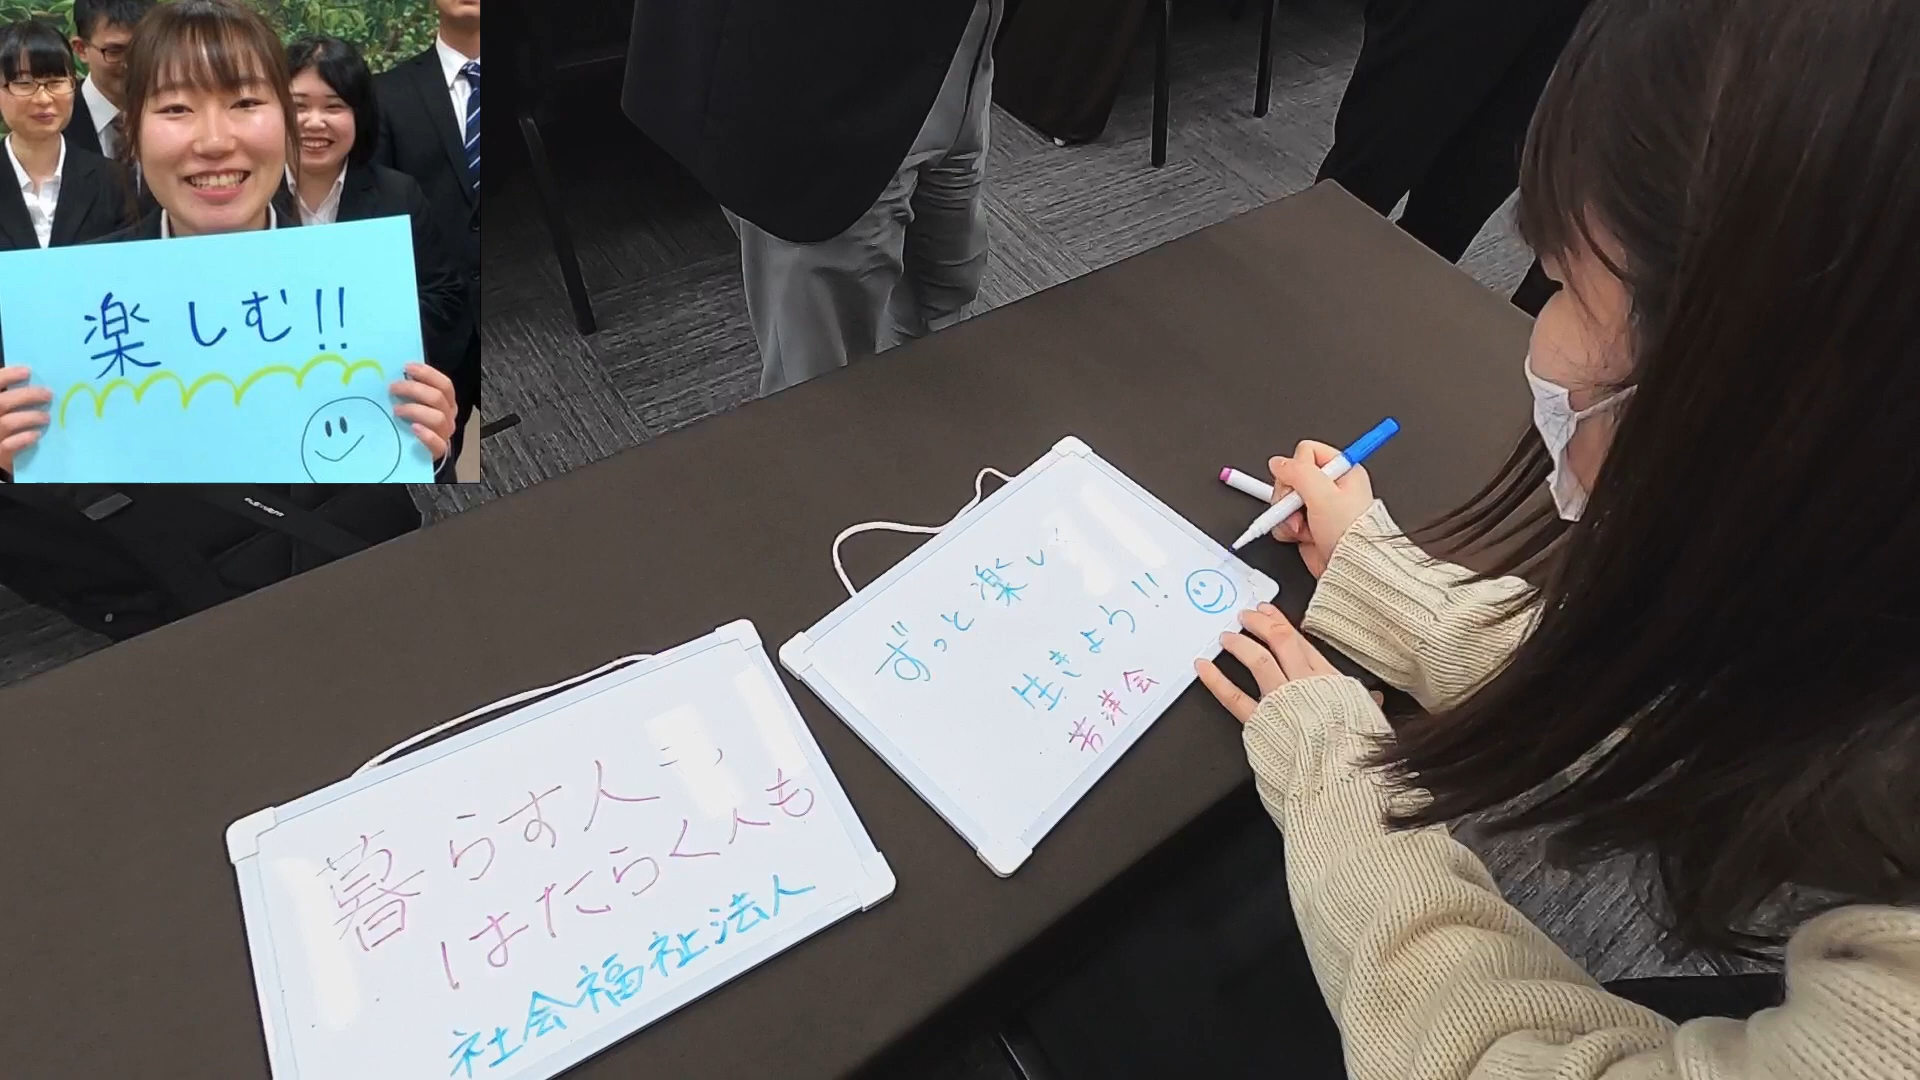 楽しむ!!
暮らす人も
はたらく人も
社会福祉法人
ずっと楽し
生きよう!!
芳洋会